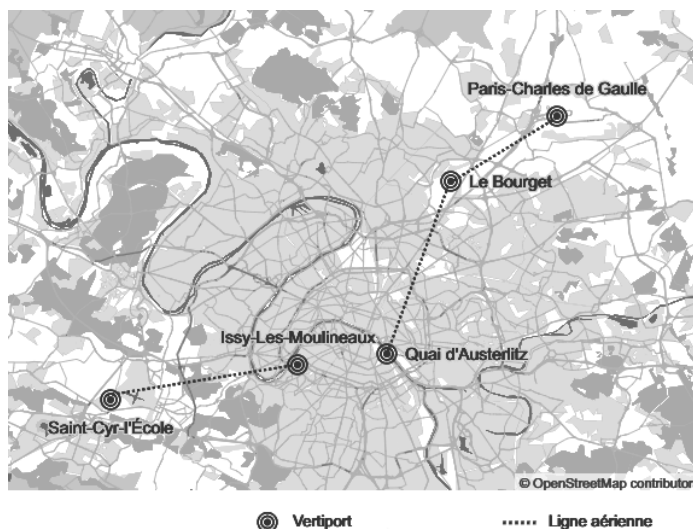 Paris-Charles de Gaulle
Le Bourget
Issy-Les-Moulineaux
Quai d'Austerlitz
Saint-Cyr-l'École
© OpenStreetMap contributor
Vertiport
Ligne aérienne